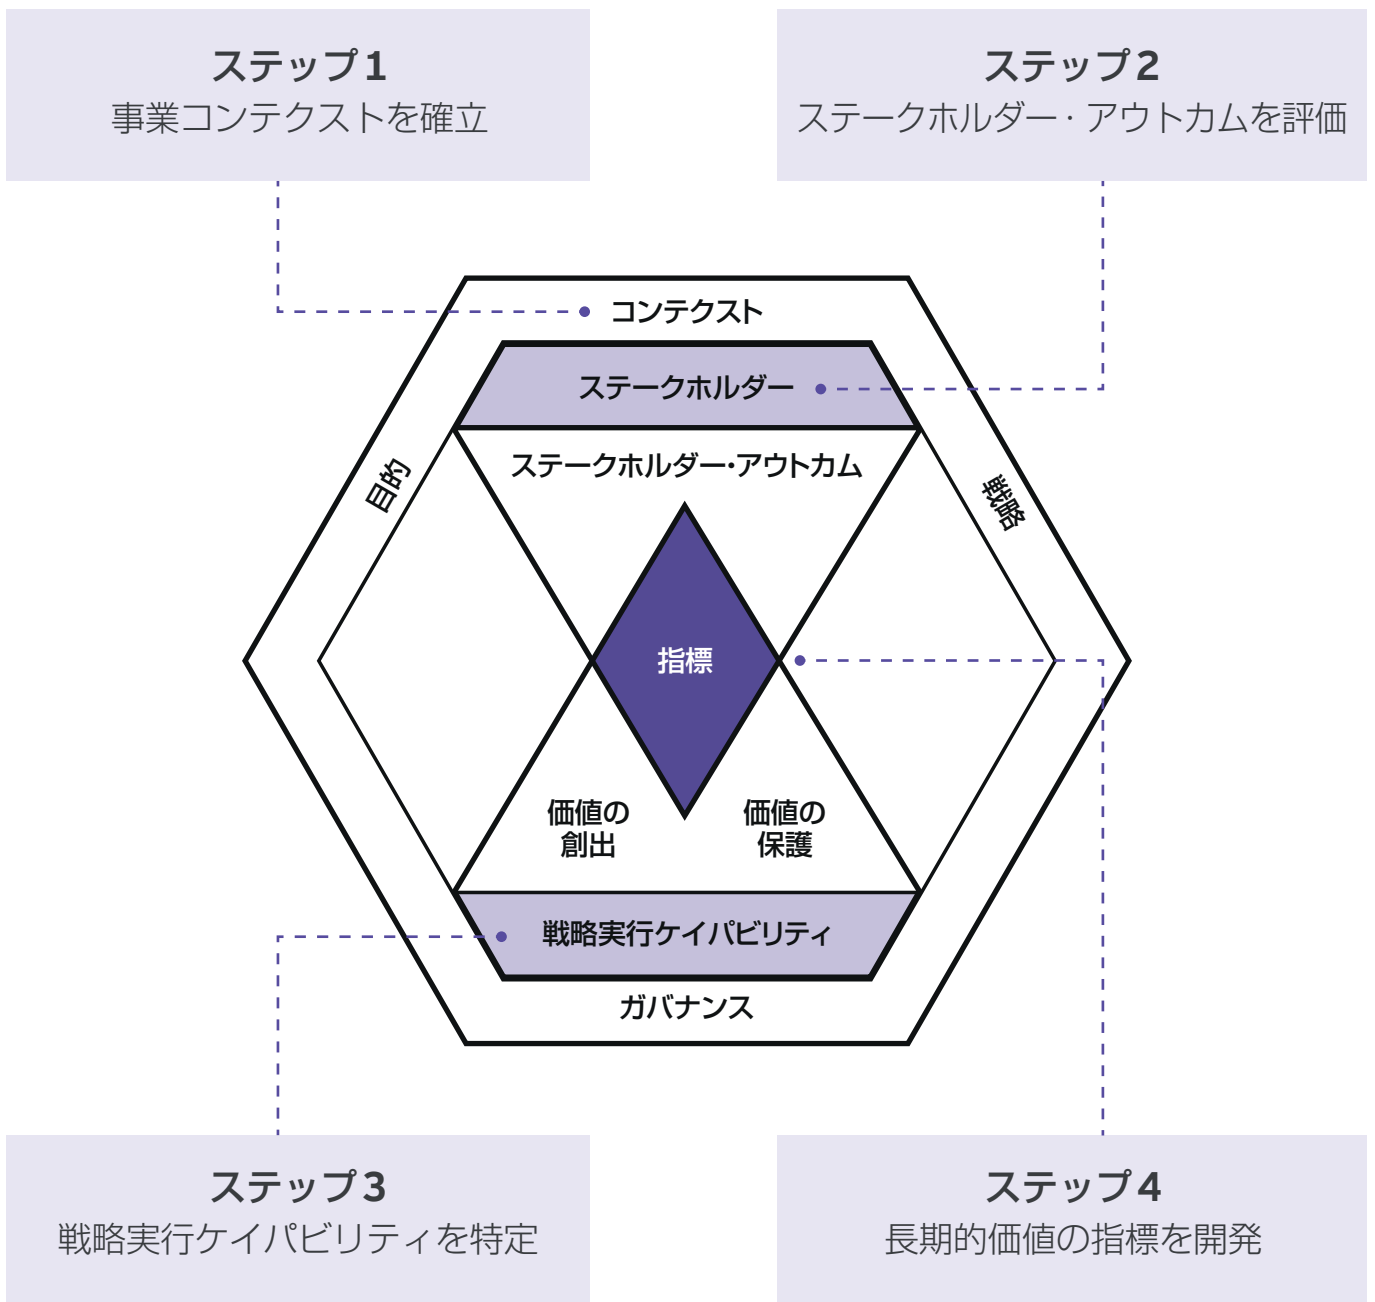 ステップ1
事業コンテクストを確立
ステップ2
ステークホルダー・アウトカムを評価
コンテクスト
ステークホルダー
ステークホルダー・アウトカム
目的
戦略
指標
価値の
創出
価値の
保護
戦略実行ケイパビリティ
ガバナンス
ステップ3
戦略実行ケイパビリティを特定
ステップ4
長期的価値の指標を開発